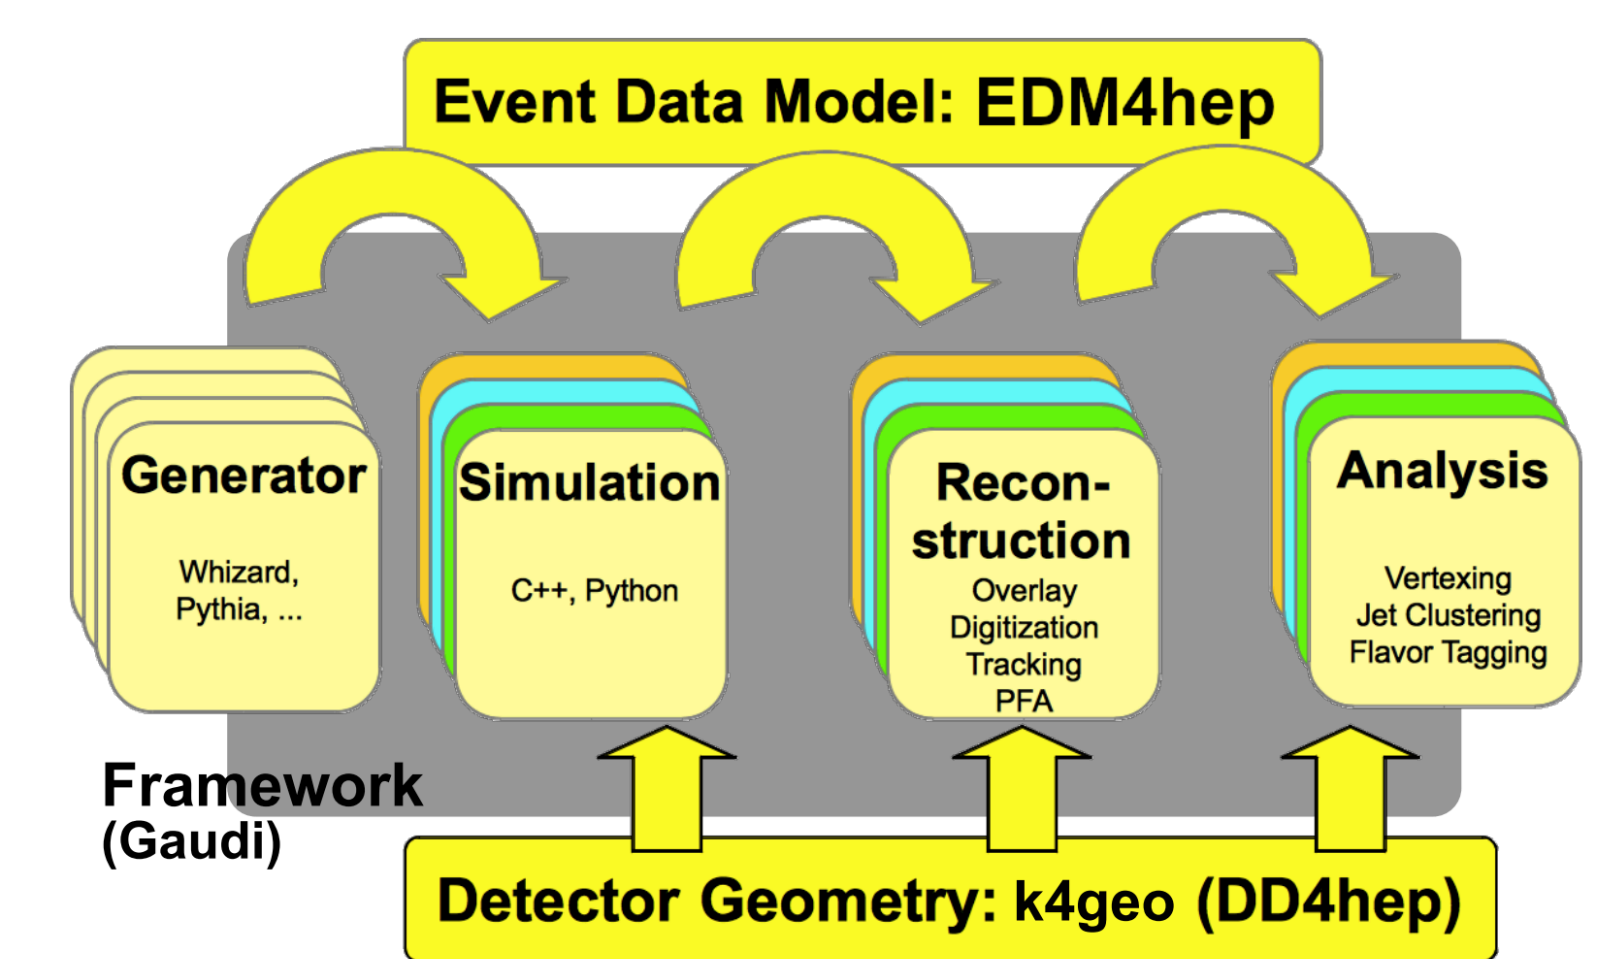 Event Data Model: EDM4hep
Generator
Whizard,
Pythia, ...
Simulation
C++, Python
Recon-
struction
Overlay
Digitization
Tracking
PFA
Analysis
Vertexing
Jet Clustering
Flavor Tagging
Framework
(Gaudi)
Detector Geometry: k4geo (DD4hep)